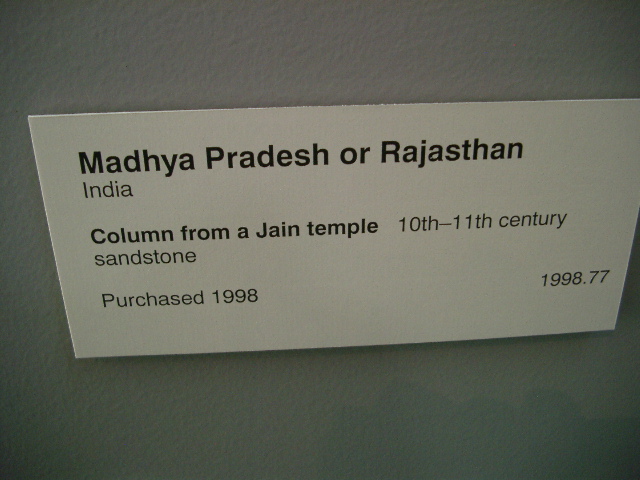 Madhya Pradesh or Rajasthan
India
Column from a Jain temple 10th–11th century
sandstone
Purchased 1998
1998.77